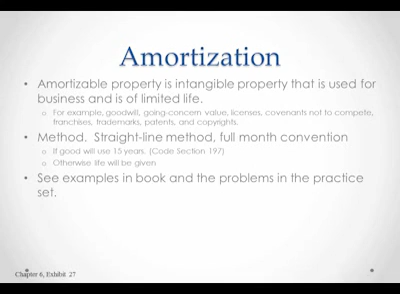 Amortization
• Amortizable property is intangible property that is used for
business and is of limited life.
o For example, goodwill, going-concern value, licenses, covenants not to compete,
franchises, trademarks, patents, and copyrights.
• Method. Straight-line method, full month convention
o If good will use 15 years. (Code Section 197)
o Otherwise life will be given
• See examples in book and the problems in the practice
set.
Chapter 6, Exhibit 27